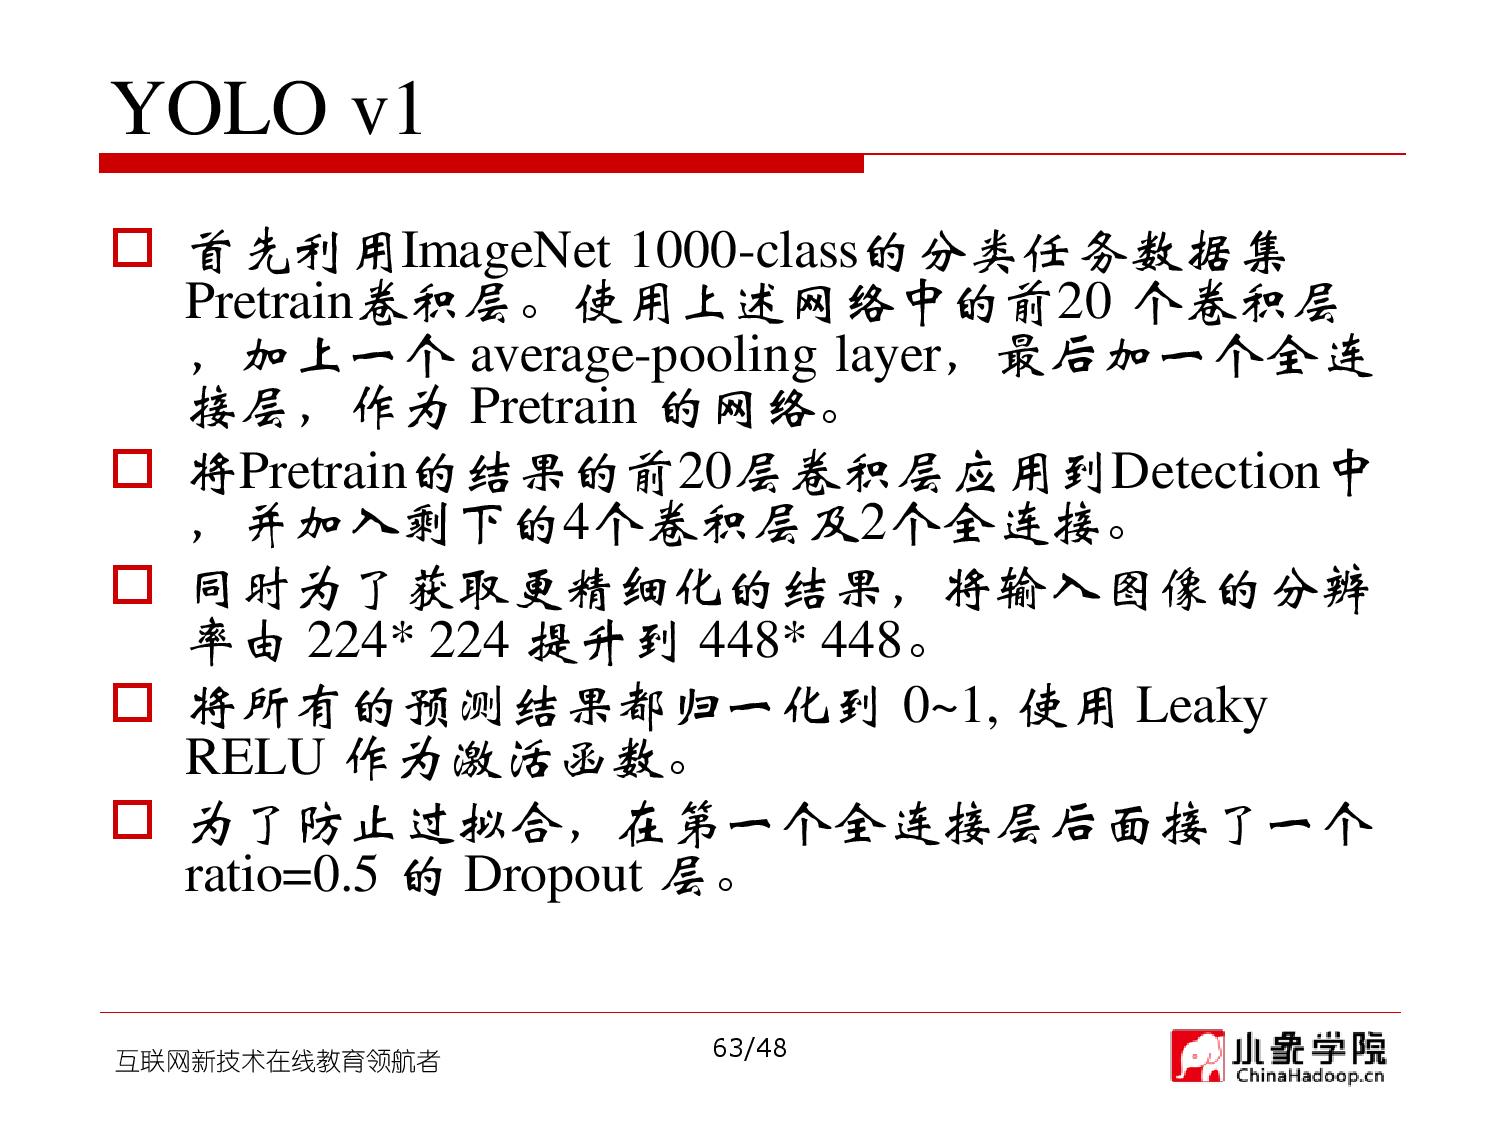 YOLO v1
首先利用ImageNet 1000-class的分类任务数据集
Pretrain卷积层。使用上述网络中的前20 个卷积层
，加上一个 average-pooling layer，最后加一个全连
接层，作为 Pretrain 的网络。
将Pretrain的结果的前20层卷积层应用到Detection中
，并加入剩下的4个卷积层及2个全连接。
同时为了获取更精细化的结果，将输入图像的分辨
率由 224* 224 提升到 448* 448。
将所有的预测结果都归一化到 0~1, 使用 Leaky
RELU 作为激活函数。
为了防止过拟合，在第一个全连接层后面接了一个
ratio=0.5 的 Dropout 层。
互联网新技术在线教育领航者
63/48
小象学院
ChinaHadoop.cn